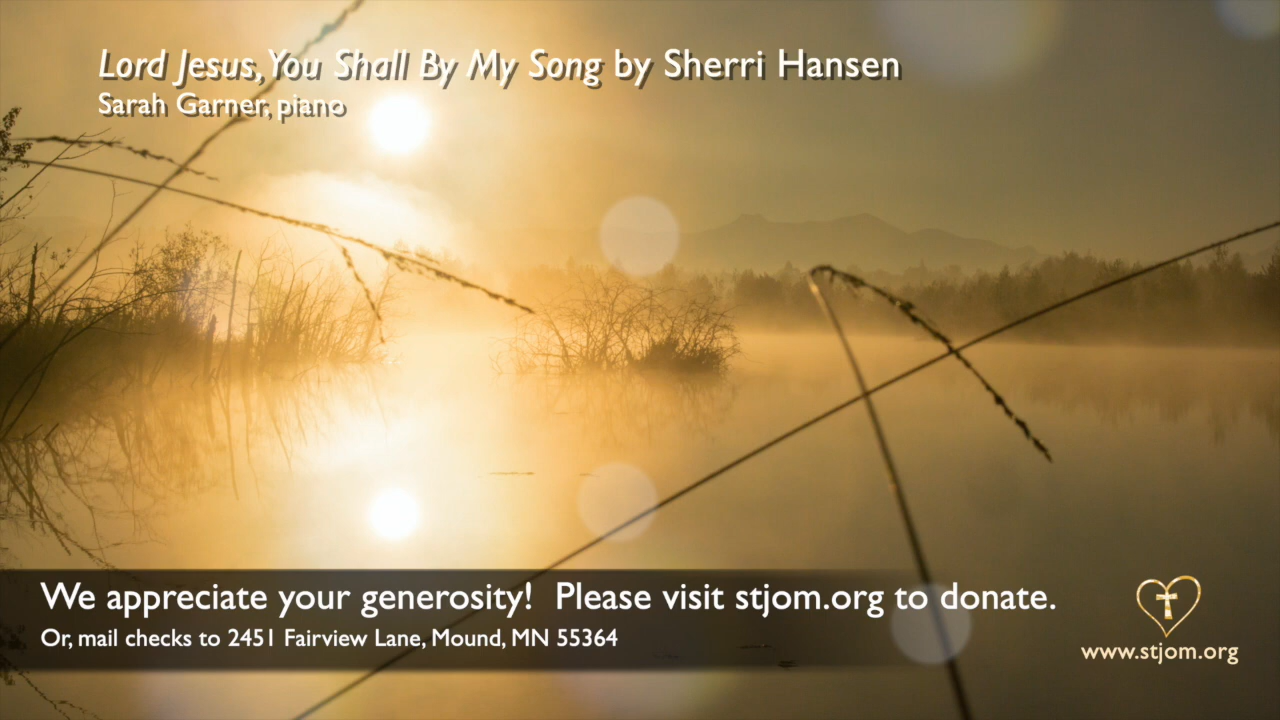 Lord Jesus, You Shall By My Song by Sherri Hansen
Sarah Garner, piano
We appreciate your generosity! Please visit stjom.org to donate.
Or, mail checks to 2451 Fairview Lane, Mound, MN 55364
www.stjom.org